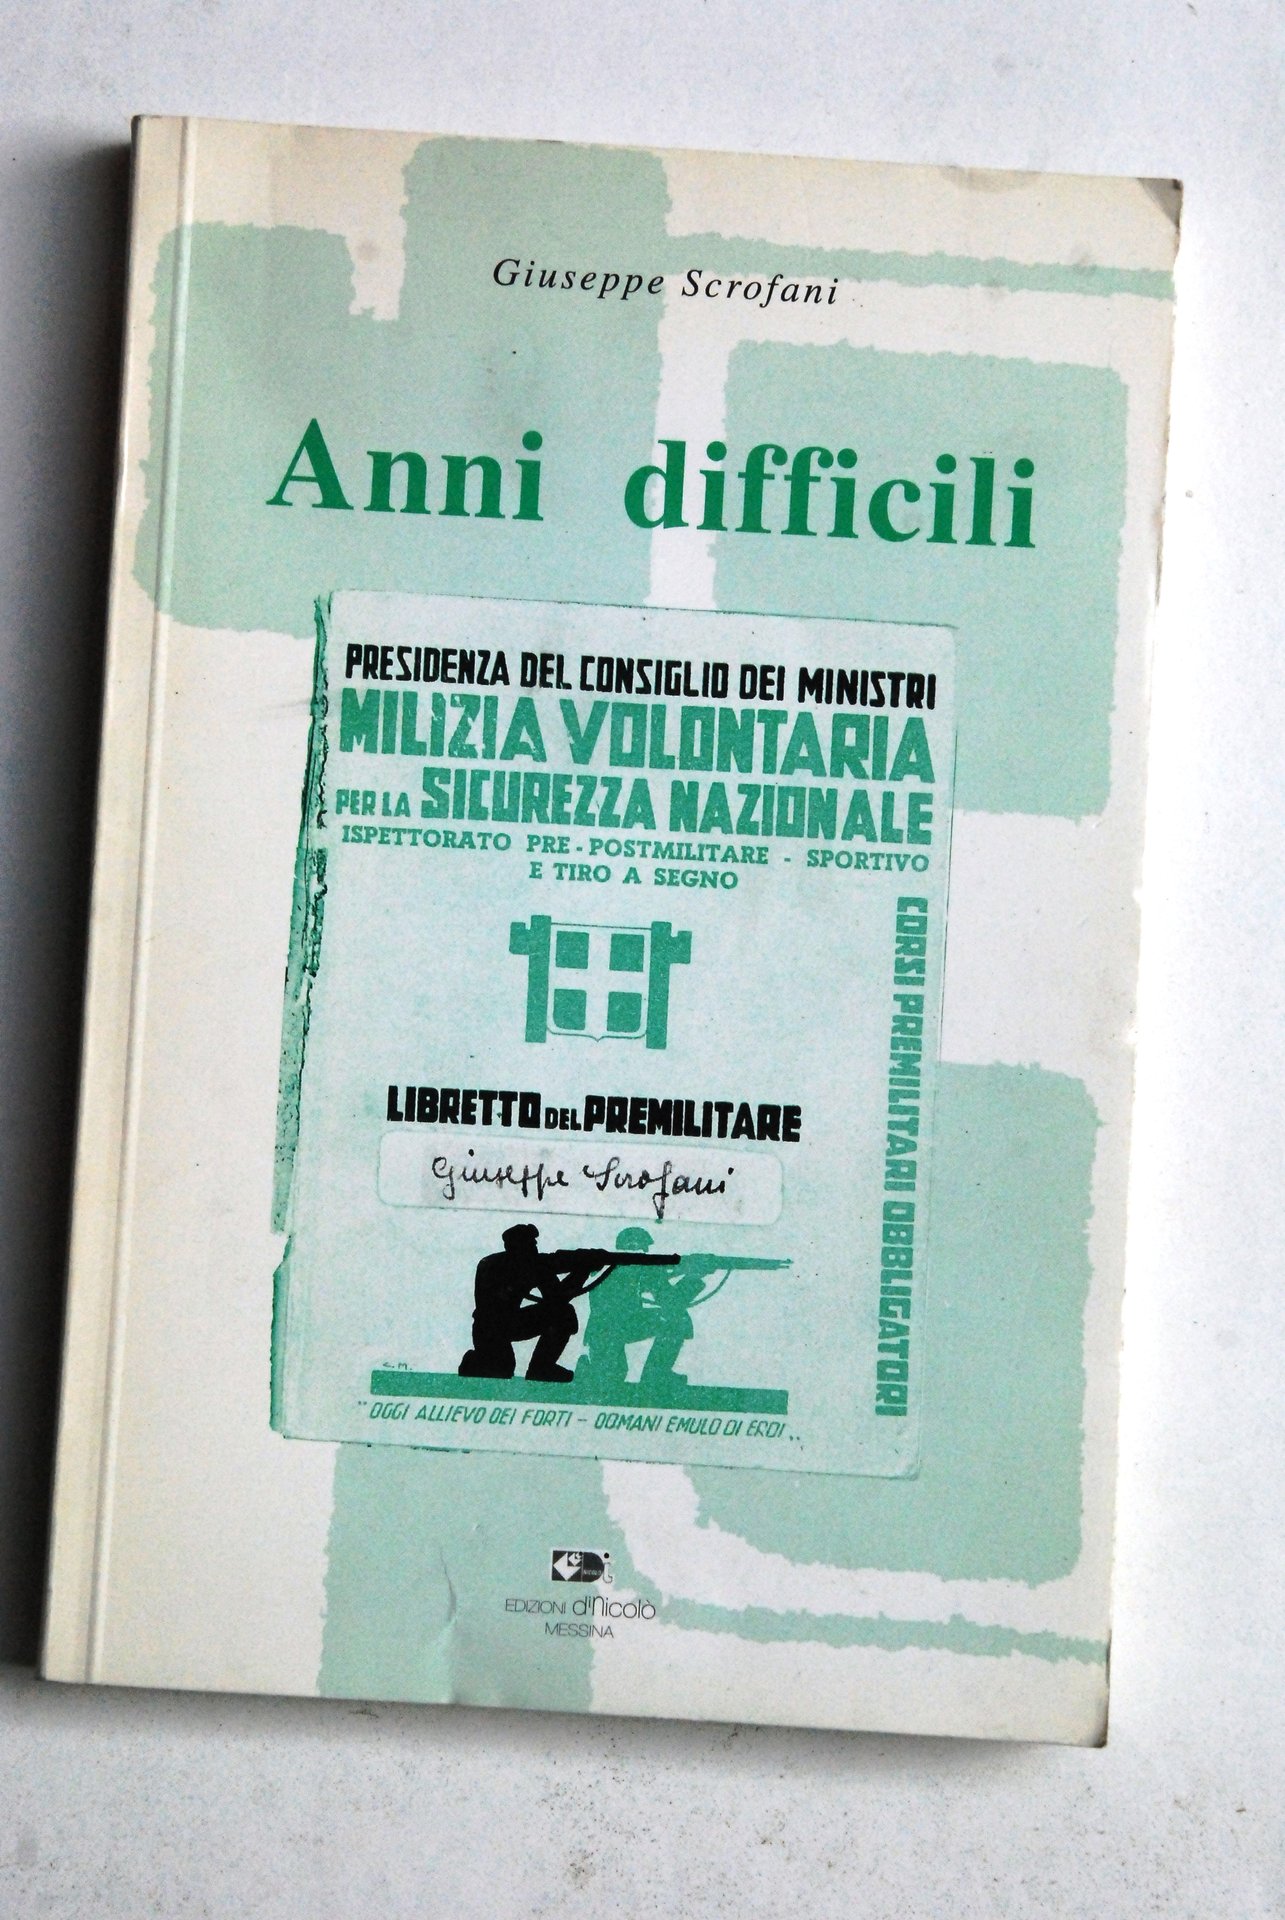 Giuseppe Scrofani
Anni difficili
PRESIDENZA DEL CONSIGLIO DEI MINISTRI
MILIZIA VOLONTARIA
PER LA SICUREZZA NAZIONALE
ISPETTORATO PRE - POSTMILITARE - SPORTIVO
E TIRO A SEGNO
CORSI PREMILITARI OBBLIGATORI
LIBRETTO DEL PREMILITARE
Giuseppe Scrofani
C.M.
"OGGI ALLIEVO DEI FORTI - DOMANI EMULO DI EROI„
EDIZIONI dinicolò
MESSINA